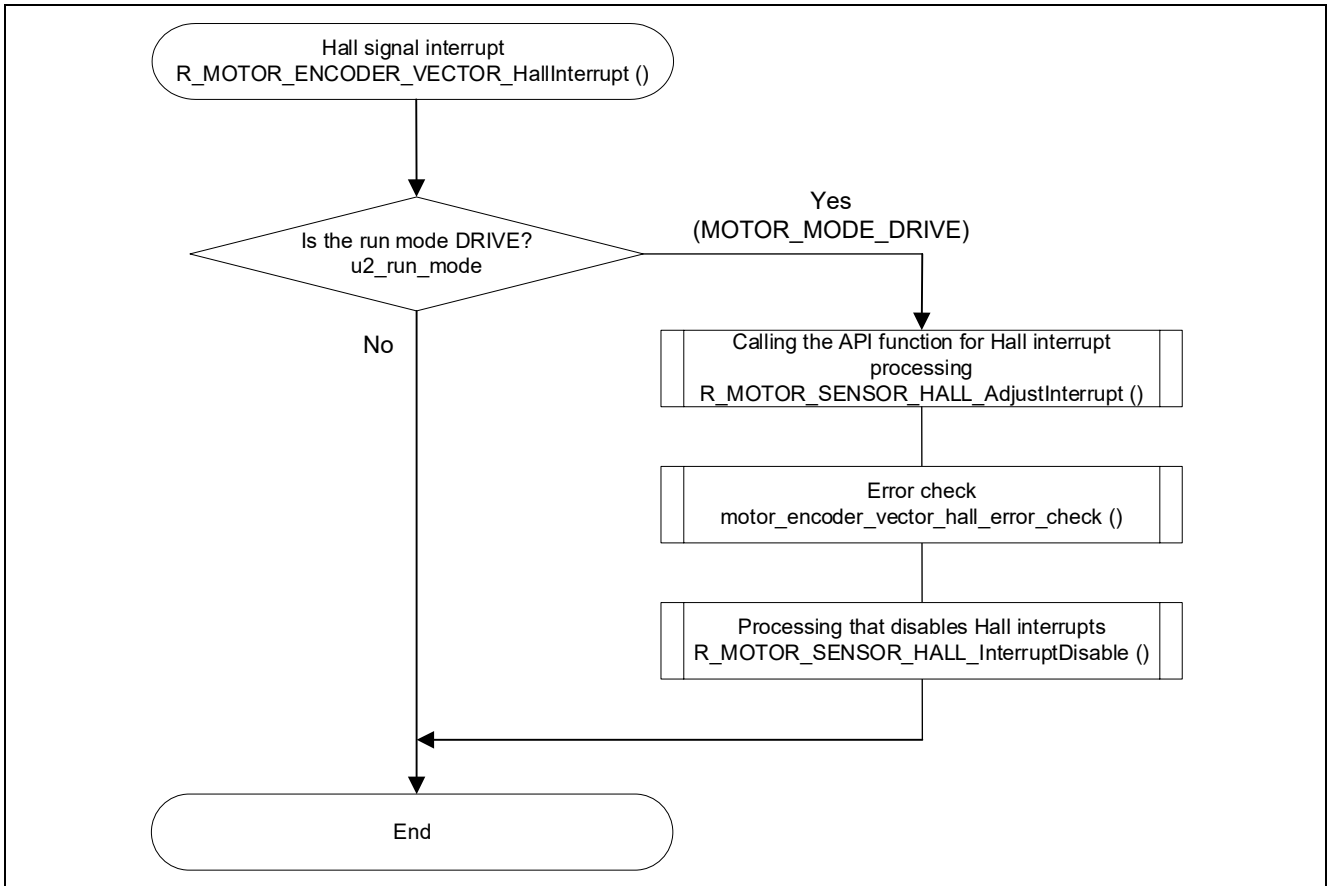 Hall signal interrupt
R_MOTOR_ENCODER_VECTOR_HallInterrupt ()
Is the run mode DRIVE?
u2_run_mode
Yes
(MOTOR_MODE_DRIVE)
No
Calling the API function for Hall interrupt
processing
R_MOTOR_SENSOR_HALL_AdjustInterrupt ()
Error check
motor_encoder_vector_hall_error_check ()
Processing that disables Hall interrupts
R_MOTOR_SENSOR_HALL_InterruptDisable ()
End